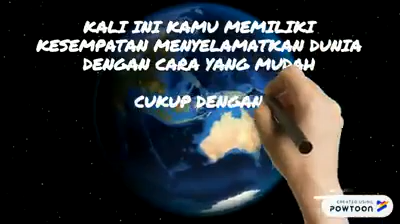 KALI INI KAMU MEMILIKI
KESEMPATAN MENYELAMATKAN DUNIA
DENGAN CARA YANG MUDAH
CUKUP DENGAN
CREATED USING
POWTOON